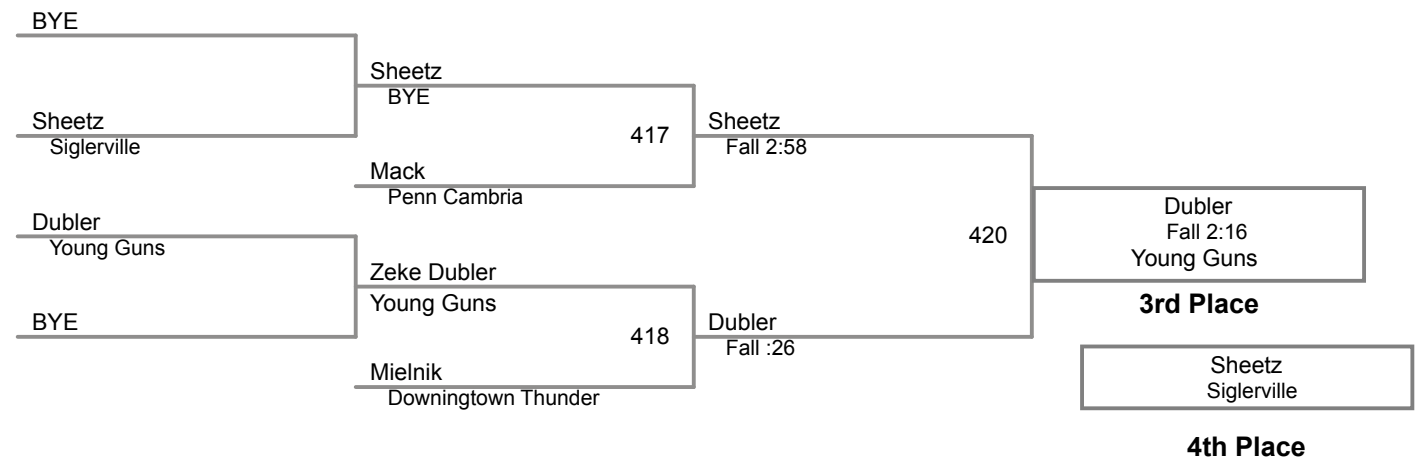 BYE
Sheetz
BYE
Sheetz
Siglerville
417
Sheetz
Fall 2:58
Mack
Penn Cambria
Dubler
Young Guns
420
Dubler
Fall 2:16
Young Guns
3rd Place
Zeke Dubler
Young Guns
BYE
418
Dubler
Fall :26
Mielnik
Downingtown Thunder
Sheetz
Siglerville
4th Place